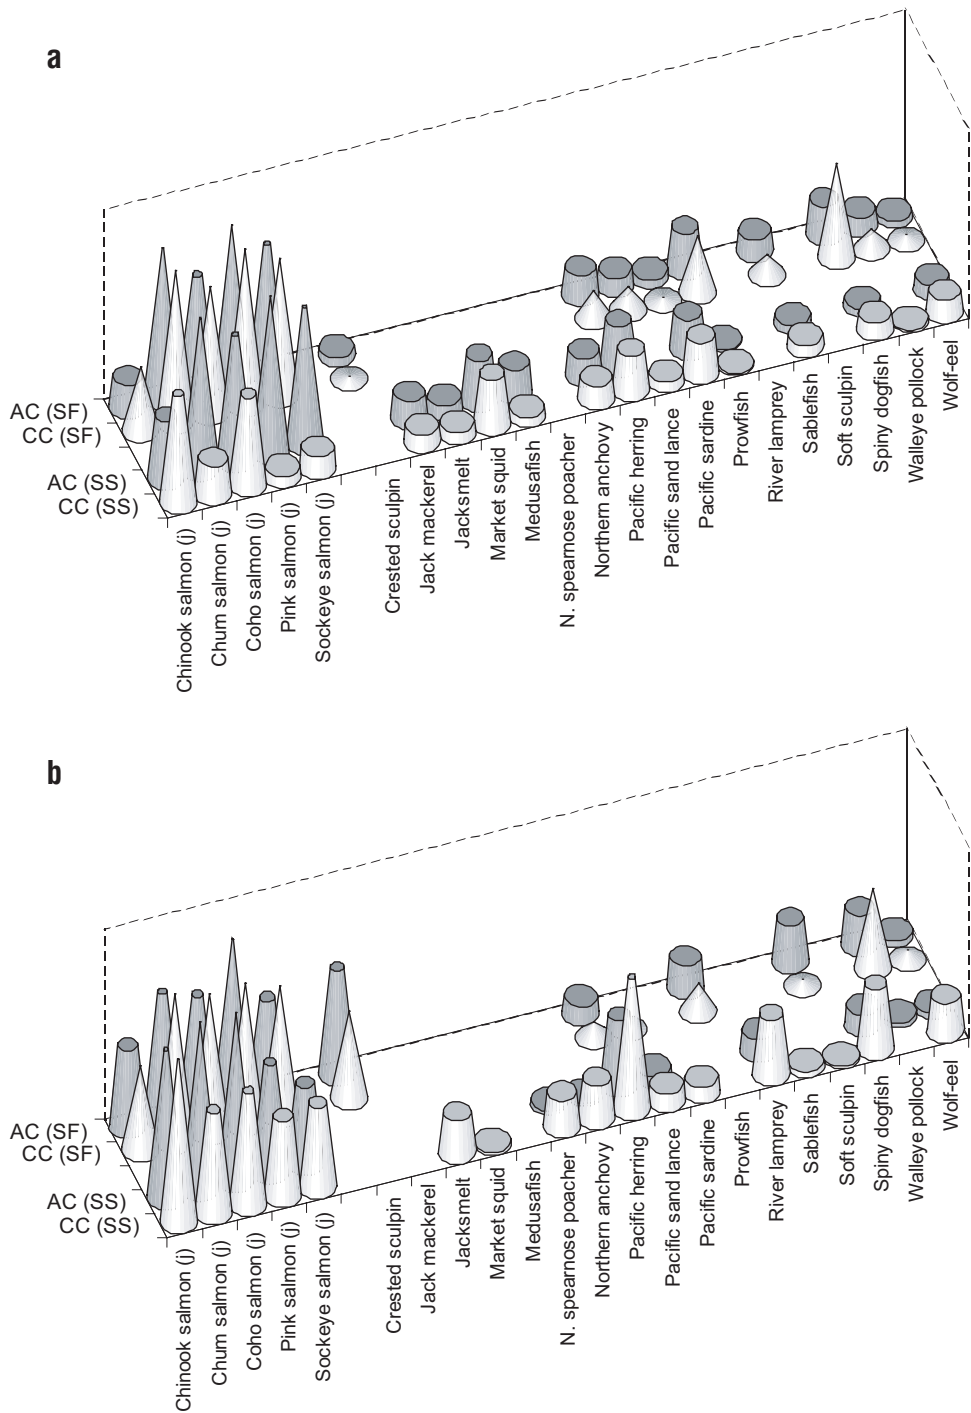 a
AC (SF)
CC (SF)
AC (SS)
CC (SS)
Chinook salmon (j)
Chum salmon (j)
Coho salmon (j)
Pink salmon (j)
Sockeye salmon (j)
Crested sculpin
Jack mackerel
Jacksmelt
Market squid
Medusafish
N. spearnose poacher
Northern anchovy
Pacific herring
Pacific sand lance
Pacific sardine
Prowfish
River lamprey
Sablefish
Soft sculpin
Spiny dogfish
Walleye pollock
Wolf-eel
b
AC (SF)
CC (SF)
AC (SS)
CC (SS)
Chinook salmon (j)
Chum salmon (j)
Coho salmon (j)
Pink salmon (j)
Sockeye salmon (j)
Crested sculpin
Jack mackerel
Jacksmelt
Market squid
Medusafish
N. spearnose poacher
Northern anchovy
Pacific herring
Pacific sand lance
Pacific sardine
Prowfish
River lamprey
Sablefish
Soft sculpin
Spiny dogfish
Walleye pollock
Wolf-eel